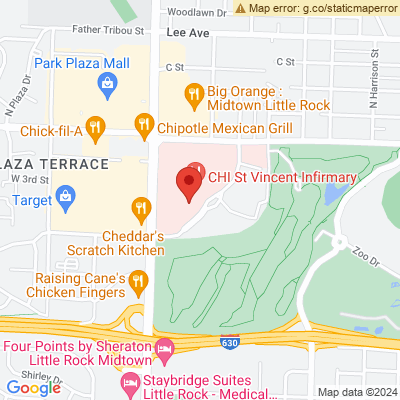 Woodlawn Dr
Map error: g.co/staticmaperror
Father Tribou St
Lee Ave
C St
C St
N Harrison St
N Plaza Dr
Park Plaza Mall
Big Orange :
Midtown Little Rock
Chick-fil-A
Chipotle Mexican Grill
LAZA TERRACE
W 3rd St
CHI St Vincent Infirmary
Target
Cheddar's
Scratch Kitchen
Zoo Dr
Raising Cane's
Chicken Fingers
630
Four Points by Sheraton
Little Rock Midtown
Shirley Dr
Staybridge Suites
Little Rock - Medical...
Google
Map data ©2024